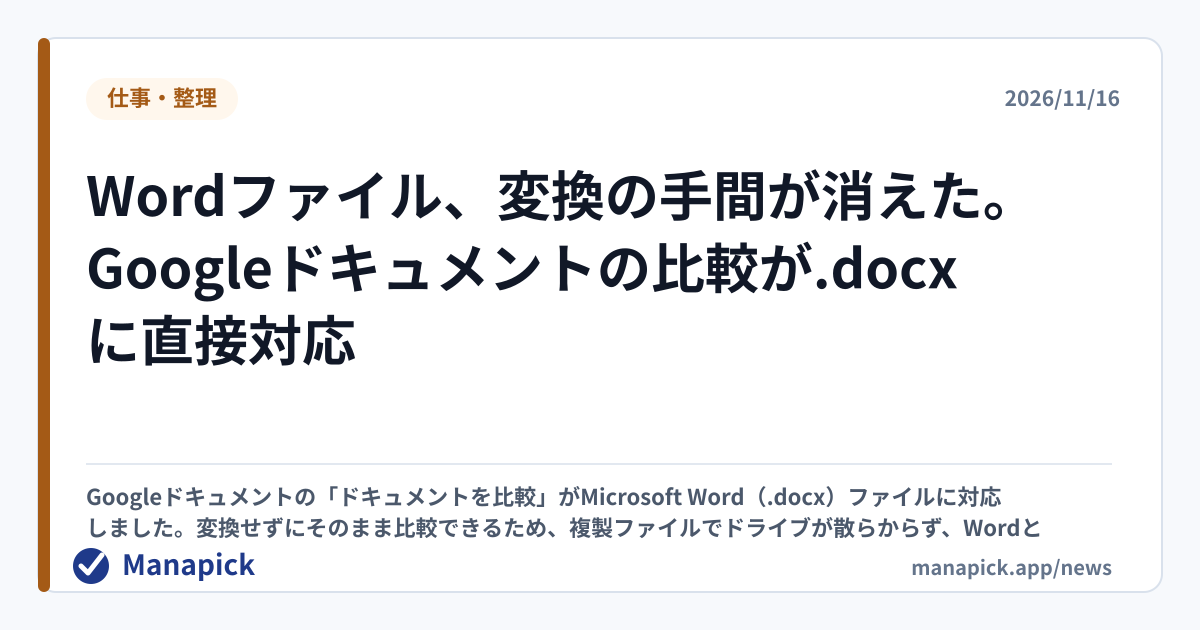 仕事・整理
2026/11/16
Wordファイル、変換の手間が消えた。
Googleドキュメントの比較が.docx
に直接対応
Googleドキュメントの「ドキュメントを比較」がMicrosoft Word（.docx）ファイルに対応
しました。変換せずにそのまま比較できるため、複製ファイルでドライブが散らからず、Wordと
Manapick
manapick.app/news